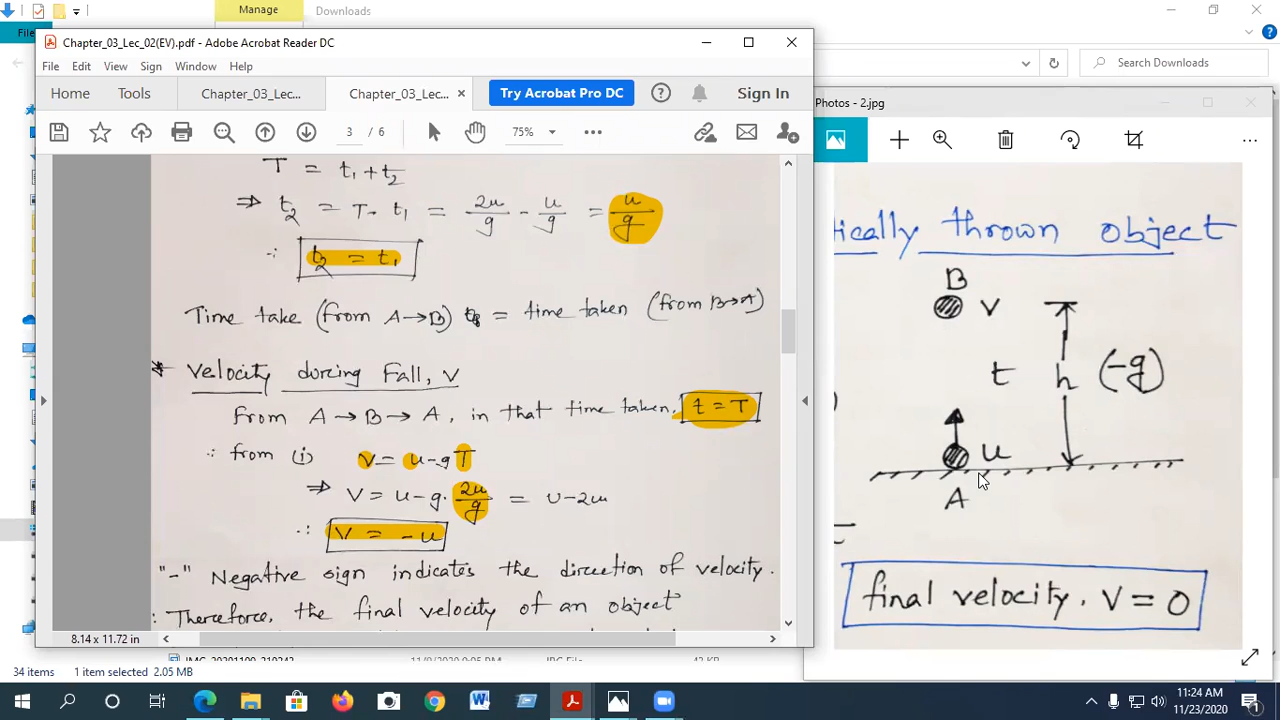 Manage
Downloads
File
Search Downloads
Chapter_03_Lec_02(EV).pdf - Adobe Acrobat Reader DC
File Edit View Sign Window Help
Home Tools Chapter_03_Lec... Chapter_03_Lec... × Try Acrobat Pro DC Sign In
3 / 6 75%
T = t₁ + t₂
⇒ t₂ = T - t₁ = 2u/g - u/g = u/g
∴ t₂ = t₁
Time take (from A→B) = time taken (from B→A)
* Velocity during Fall, V
From A → B → A, in that time taken, t = T
∴ from (i) V = u - gT
⇒ V = u - g. 2u/g = u - 2u
∴ V = - u
"-" Negative sign indicates the direction of velocity.
: Therefore, the final velocity of an object
8.14 x 11.72 in
Photos - 2.jpg
ically thrown object
B
V
t h (-g)
u
A
final velocity, V = 0
34 items 1 item selected 2.05 MB
11:24 AM
11/23/2020